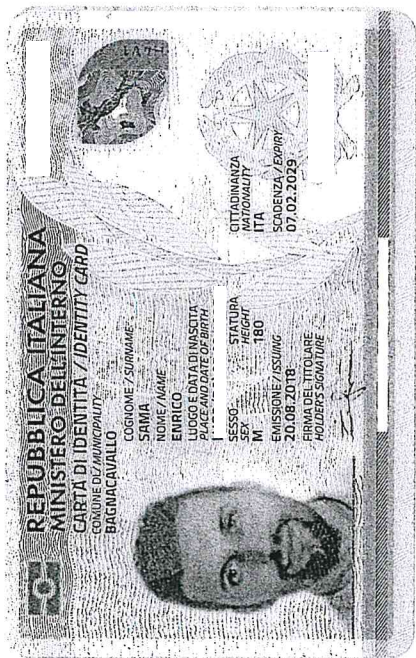 REPUBBLICA ITALIANA
MINISTERO DELL'INTERNO
CARTA DI IDENTITÀ / IDENTITY CARD
COMUNE DI / MUNICIPALITY
BAGNACAVALLO
COGNOME / SURNAME
SAMA
NOME / NAME
ENRICO
LUOGO E DATA DI NASCITA
PLACE AND DATE OF BIRTH
SESSO
SEX
M
STATURA
HEIGHT
180
CITTADINANZA
NATIONALITY
ITA
EMISSIONE / ISSUING
20.08.2018
SCADENZA / EXPIRY
07.02.2029
FIRMA DEL TITOLARE
HOLDER'S SIGNATURE